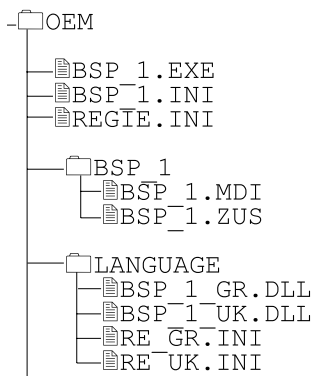 OEM
BSP_1.EXE
BSP_1.INI
REGIE.INI
BSP_1
BSP_1.MDI
BSP_1.ZUS
LANGUAGE
BSP_1_GR.DLL
BSP_1_UK.DLL
RE_GR.INI
RE_UK.INI